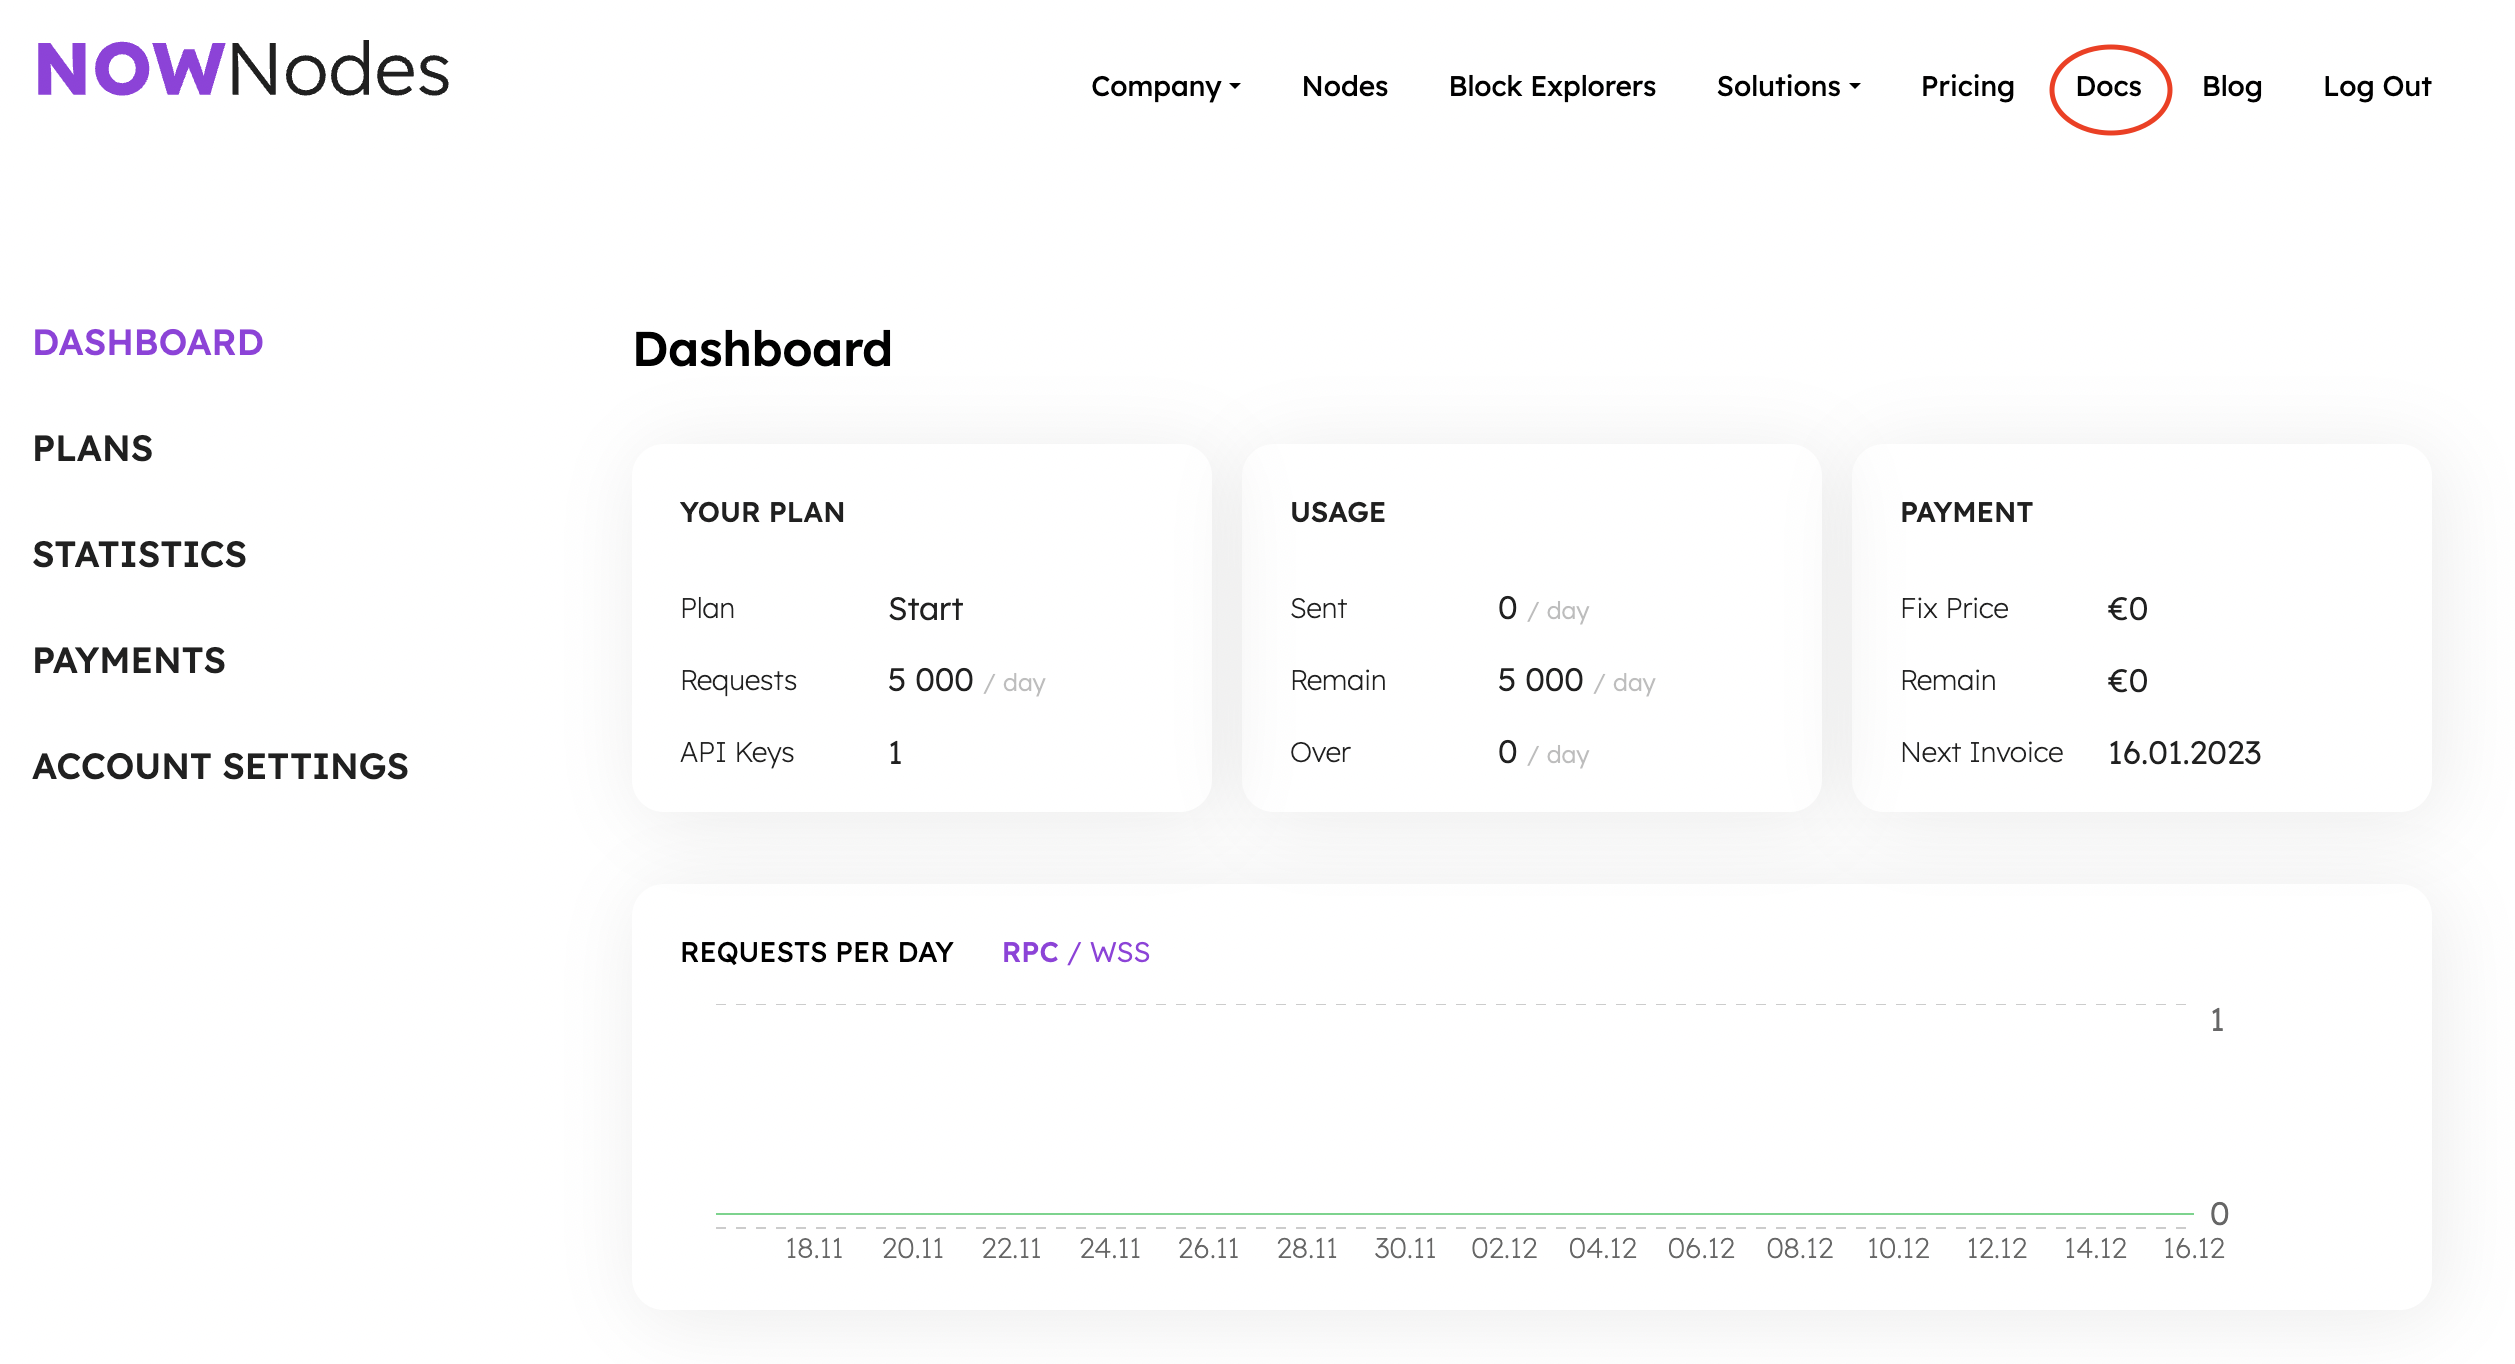 NOWNodes
Company Nodes Block Explorers Solutions Pricing Docs Blog Log Out
DASHBOARD
PLANS
STATISTICS
PAYMENTS
ACCOUNT SETTINGS
Dashboard
YOUR PLAN
Plan Start
Requests 5 000 / day
API Keys 1
USAGE
Sent 0 / day
Remain 5 000 / day
Over 0 / day
PAYMENT
Fix Price €0
Remain €0
Next Invoice 16.01.2023
REQUESTS PER DAY RPC / WSS
1
0
18.11 20.11 22.11 24.11 26.11 28.11 30.11 02.12 04.12 06.12 08.12 10.12 12.12 14.12 16.12